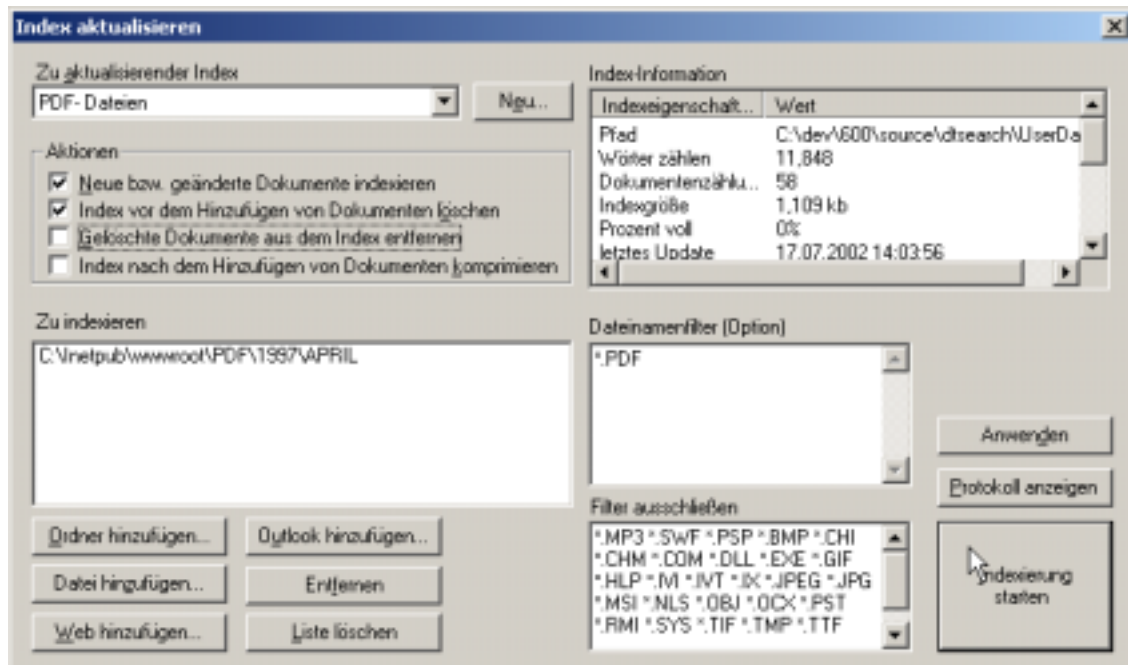 Index aktualisieren
Zu aktualisierender Index
PDF- Dateien
Neu...
Aktionen
Neue bzw. geänderte Dokumente indexieren
Index vor dem Hinzufügen von Dokumenten löschen
Gelöschte Dokumente aus dem Index entfernen
Index nach dem Hinzufügen von Dokumenten komprimieren
Index-Information
Indexeigenschaft... Wert
Pfad C:\dev\600\source\dtsearch\UserDa
Wörter zählen 11,848
Dokumentenzählu... 58
Indexgröße 1,109 kb
Prozent voll 0%
letztes Update 17.07.2002 14:03:56
Zu indexieren
C:\Inetpub\wwwroot\PDF\1997\APRIL
Ordner hinzufügen...
Outlook hinzufügen...
Datei hinzufügen...
Entfernen
Web hinzufügen...
Liste löschen
Dateinamenfilter (Option)
*.PDF
Filter ausschließen
*.MP3 *.SWF *.PSP *.BMP *.CHI
*.CHM *.COM *.DLL *.EXE *.GIF
*.HLP *.IVI *.IVT *.IX *.JPEG *.JPG
*.MSI *.NLS *.OBJ *.OCX *.PST
*.RMI *.SYS *.TIF *.TMP *.TTF
Anwenden
Protokoll anzeigen
Indexierung
starten